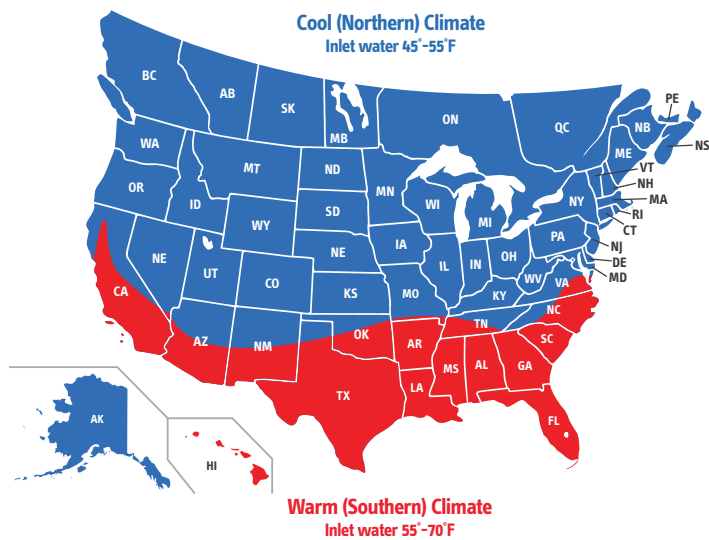 Cool (Northern) Climate
Inlet water 45°–55°F
BC
AB
SK
MB
ON
QC
PE
NB
NS
ME
VT
NH
MA
RI
CT
NJ
DE
MD
WA
MT
ND
MN
OR
ID
WY
SD
WI
MI
NY
NE
UT
CO
NE
IA
IL
IN
OH
PA
WV
VA
KS
MO
KY
CA
AZ
NM
OK
AR
TN
NC
SC
TX
LA
MS
AL
GA
FL
AK
HI
Warm (Southern) Climate
Inlet water 55°–70°F